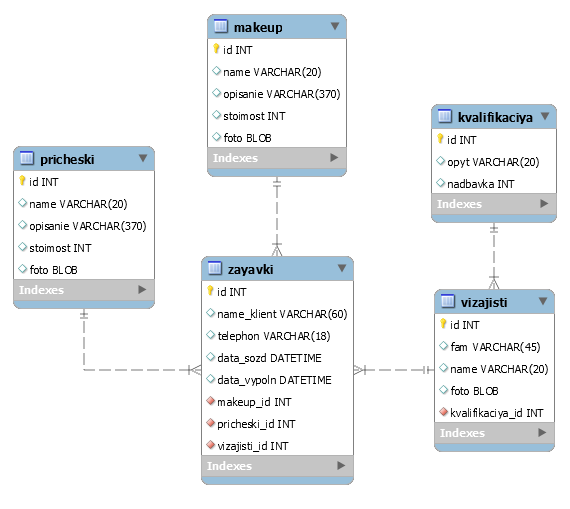 makeup
id INT
name VARCHAR(20)
opisanie VARCHAR(370)
stoimost INT
foto BLOB
Indexes
kvalifikaciya
id INT
opyt VARCHAR(20)
nadbavka INT
Indexes
pricheski
id INT
name VARCHAR(20)
opisanie VARCHAR(370)
stoimost INT
foto BLOB
Indexes
zayavki
id INT
name_klient VARCHAR(60)
telephon VARCHAR(18)
data_sozd DATETIME
data_vypoln DATETIME
makeup_id INT
pricheski_id INT
vizajisti_id INT
Indexes
vizajisti
id INT
fam VARCHAR(45)
name VARCHAR(20)
foto BLOB
kvalifikaciya_id INT
Indexes